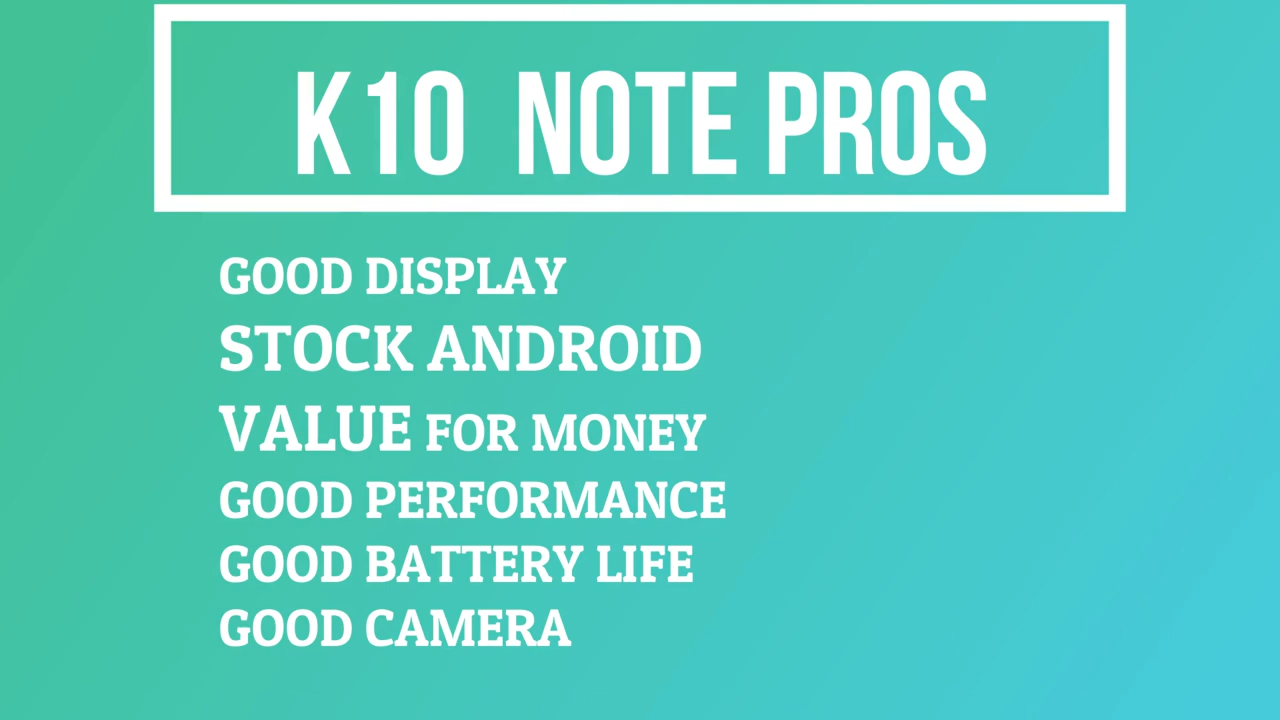 K10 NOTE PROS
GOOD DISPLAY
STOCK ANDROID
VALUE FOR MONEY
GOOD PERFORMANCE
GOOD BATTERY LIFE
GOOD CAMERA